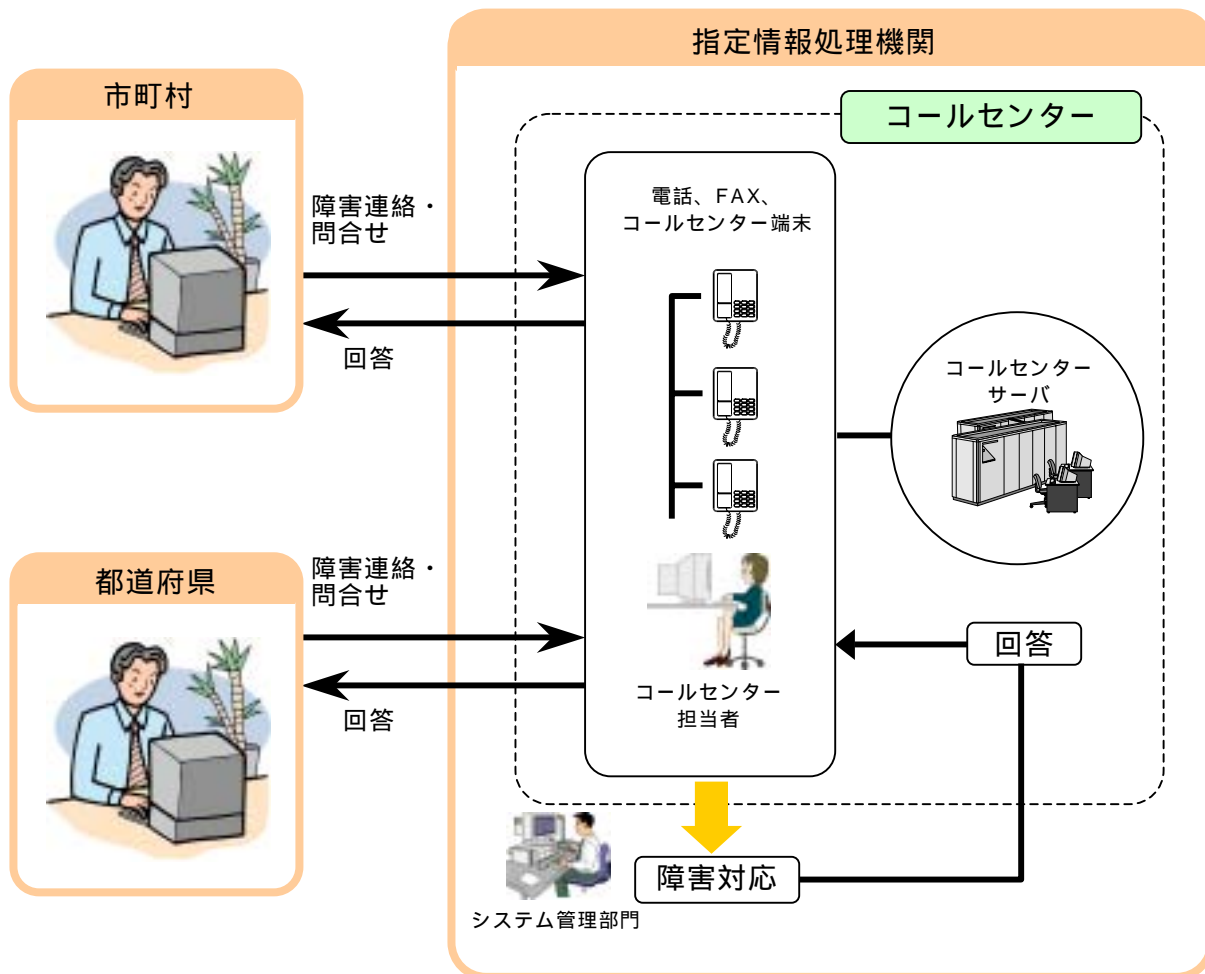 指定情報処理機関
市町村
コールセンター
電話、FAX、
コールセンター端末
障害連絡・
問合せ
回答
コールセンター
サーバ
都道府県
障害連絡・
問合せ
回答
コールセンター
担当者
回答
障害対応
システム管理部門